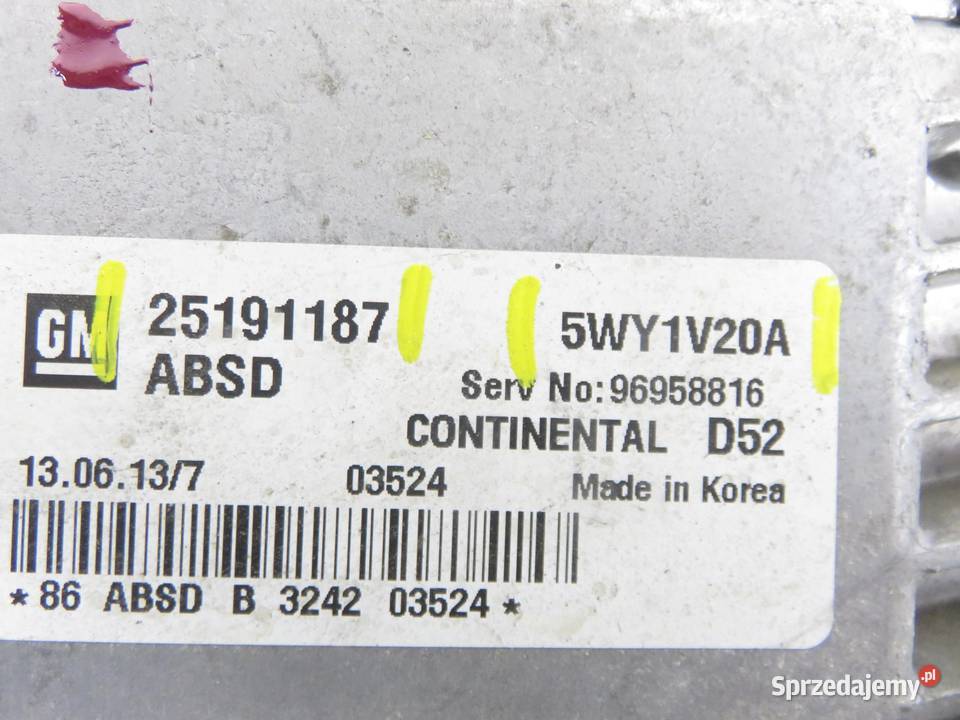 GM 25191187 5WY1V20A
ABSD Serv No:96958816
CONTINENTAL D52
13.06.13/7 03524 Made in Korea
*86 ABSD B 3242 03524*
Sprzedajemy.pl